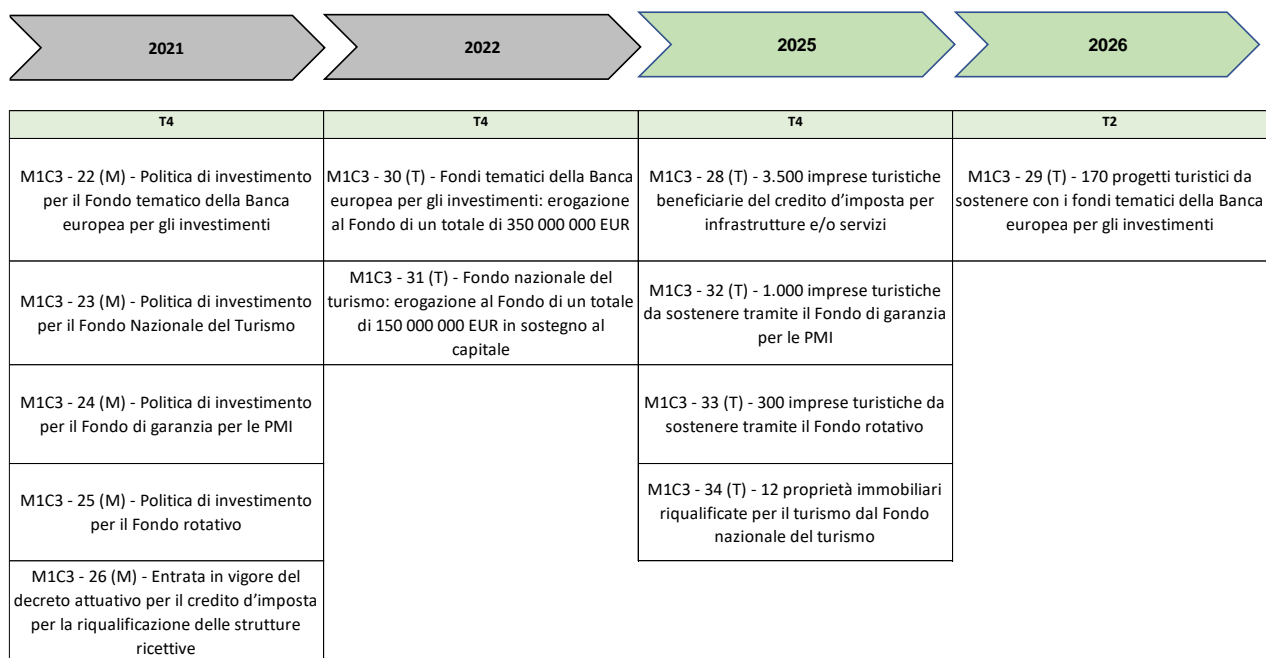 2021
2022
2025
2026
T4
T4
T4
T2
M1C3 - 22 (M) - Politica di investimento
per il Fondo tematico della Banca
europea per gli investimenti
M1C3 - 30 (T) - Fondi tematici della Banca
europea per gli investimenti: erogazione
al Fondo di un totale di 350 000 000 EUR
M1C3 - 28 (T) - 3.500 imprese turistiche
beneficiarie del credito d’imposta per
infrastrutture e/o servizi
M1C3 - 29 (T) - 170 progetti turistici da
sostenere con i fondi tematici della Banca
europea per gli investimenti
M1C3 - 23 (M) - Politica di investimento
per il Fondo Nazionale Del Turismo
M1C3 - 31 (T) - Fondo nazionale del
turismo: erogazione al Fondo di un totale
di 150 000 000 EUR in sostegno al
capitale
M1C3 - 32 (T) - 1.000 imprese turistiche
da sostenere tramite il Fondo di garanzia
per le PMI
M1C3 - 24 (M) - Politica di investimento
per il Fondo di garanzia per le PMI
M1C3 - 33 (T) - 300 imprese turistiche da
sostenere tramite il Fondo rotativo
M1C3 - 25 (M) - Politica di investimento
per il Fondo rotativo
M1C3 - 34 (T) - 12 proprietà immobiliari
riqualificate per il turismo dal Fondo
nazionale del turismo
M1C3 - 26 (M) - Entrata in vigore del
decreto attuativo per il credito d’imposta
per la riqualificazione delle strutture
ricettive